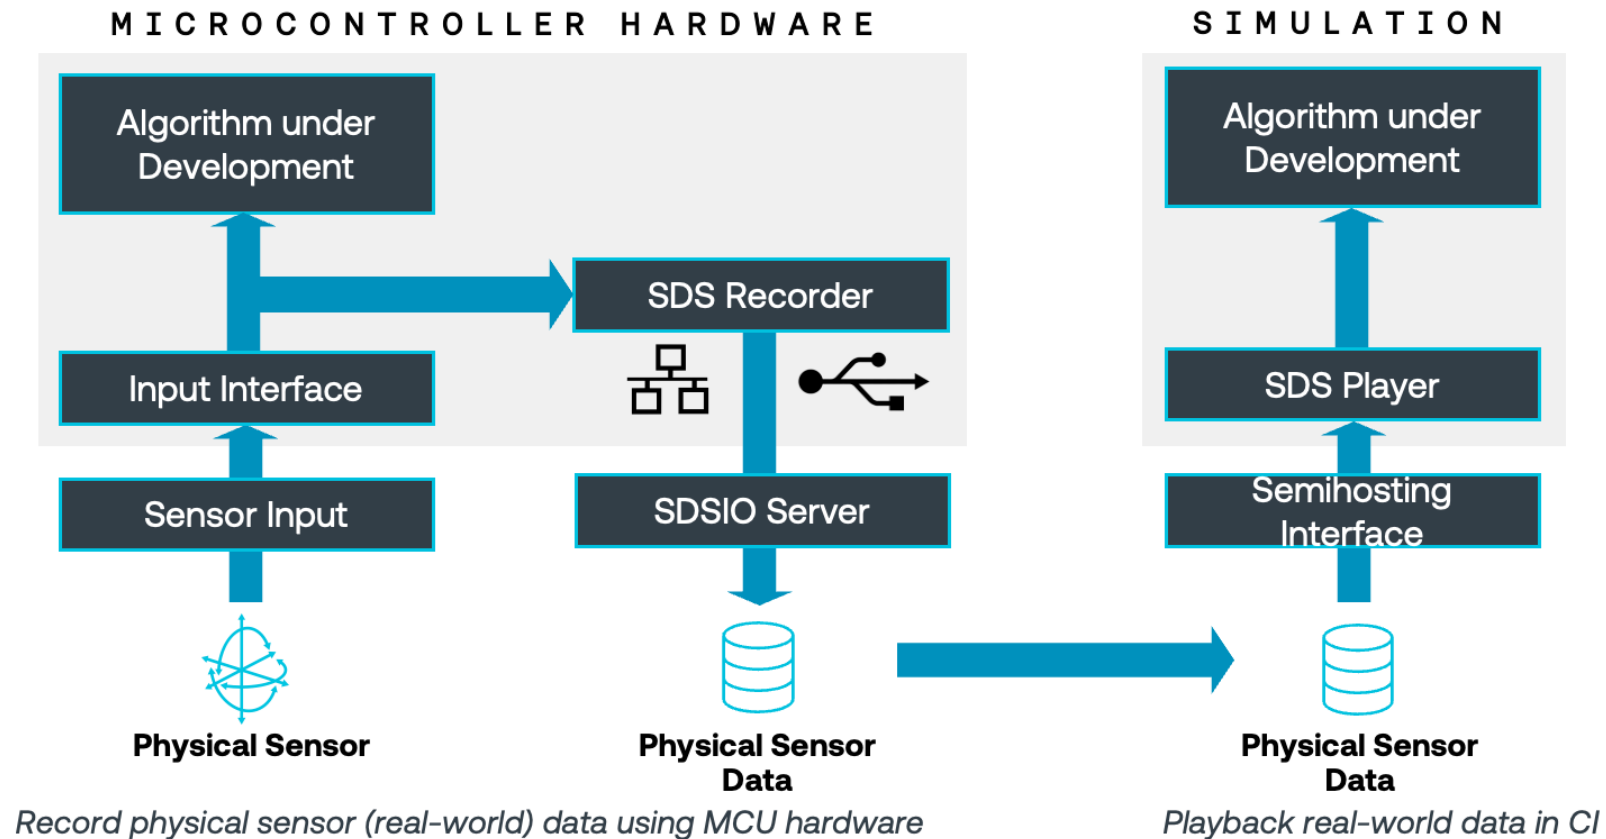 MICROCONTROLLER HARDWARE
SIMULATION
Algorithm under
Development
SDS Recorder
Input Interface
Sensor Input
SDSIO Server
Physical Sensor
Physical Sensor
Data
Record physical sensor (real-world) data using MCU hardware
Algorithm under
Development
SDS Player
Semihosting
Interface
Physical Sensor
Data
Playback real-world data in CI